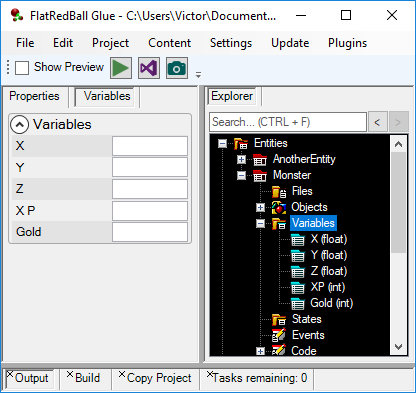 FlatRedBall Glue - C:\Users\Victor\Document...
File Edit Project Content Settings Update Plugins
Show Preview
Properties Variables
Variables
X
Y
Z
X P
Gold
Explorer
Search... (CTRL + F) < >
Entities
AnotherEntity
Monster
Files
Objects
Variables
X (float)
Y (float)
Z (float)
XP (int)
Gold (int)
States
Events
Code
Output Build Copy Project Tasks remaining: 0